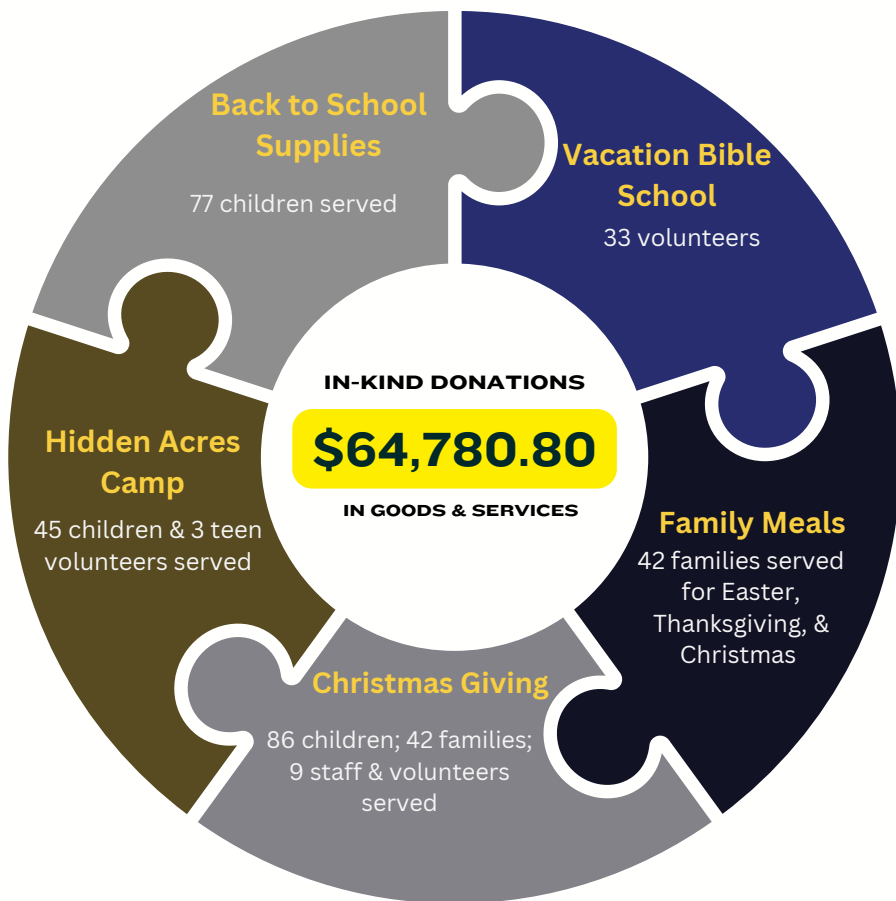 Back to School
Supplies
77 children served
Vacation Bible
School
33 volunteers
IN-KIND DONATIONS
$64,780.80
IN GOODS & SERVICES
Hidden Acres
Camp
45 children & 3 teen
volunteers served
Family Meals
42 families served
for Easter,
Thanksgiving, &
Christmas
Christmas Giving
86 children; 42 families;
9 staff & volunteers
served